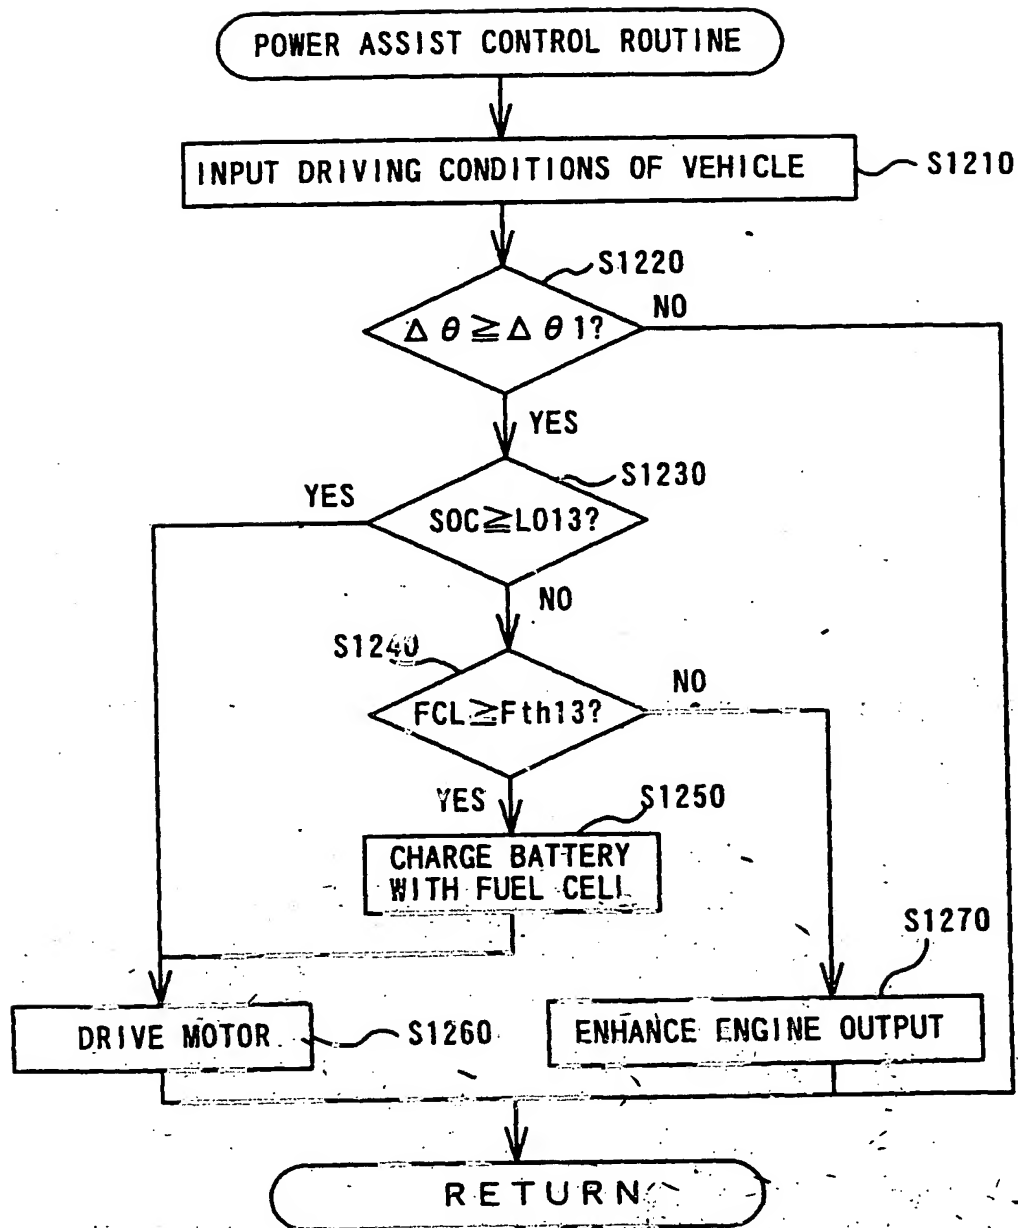 POWER ASSIST CONTROL ROUTINE
INPUT DRIVING CONDITIONS OF VEHICLE
S1210
S1220
Δθ≧Δθ1?
NO
YES
S1230
YES
SOC≧LO13?
NO
S1240
FCL≧Fth13?
NO
YES
S1250
CHARGE BATTERY
WITH FUEL CELL
S1270
DRIVE MOTOR
S1260
ENHANCE ENGINE OUTPUT
RETURN